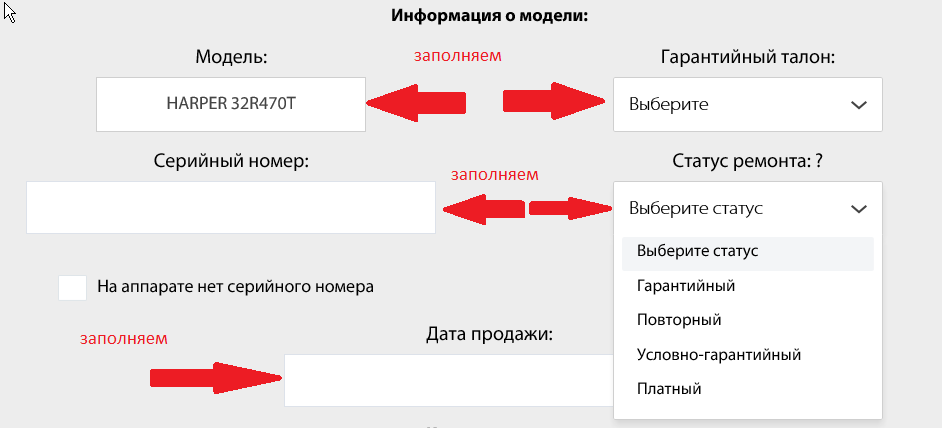 Информация о модели:
Модель:
заполняем
Гарантийный талон:
HARPER 32R470T
Выберите
Серийный номер:
заполняем
Статус ремонта: ?
Выберите статус
Выберите статус
Гарантийный
Повторный
Условно-гарантийный
Платный
На аппарате нет серийного номера
заполняем
Дата продажи: